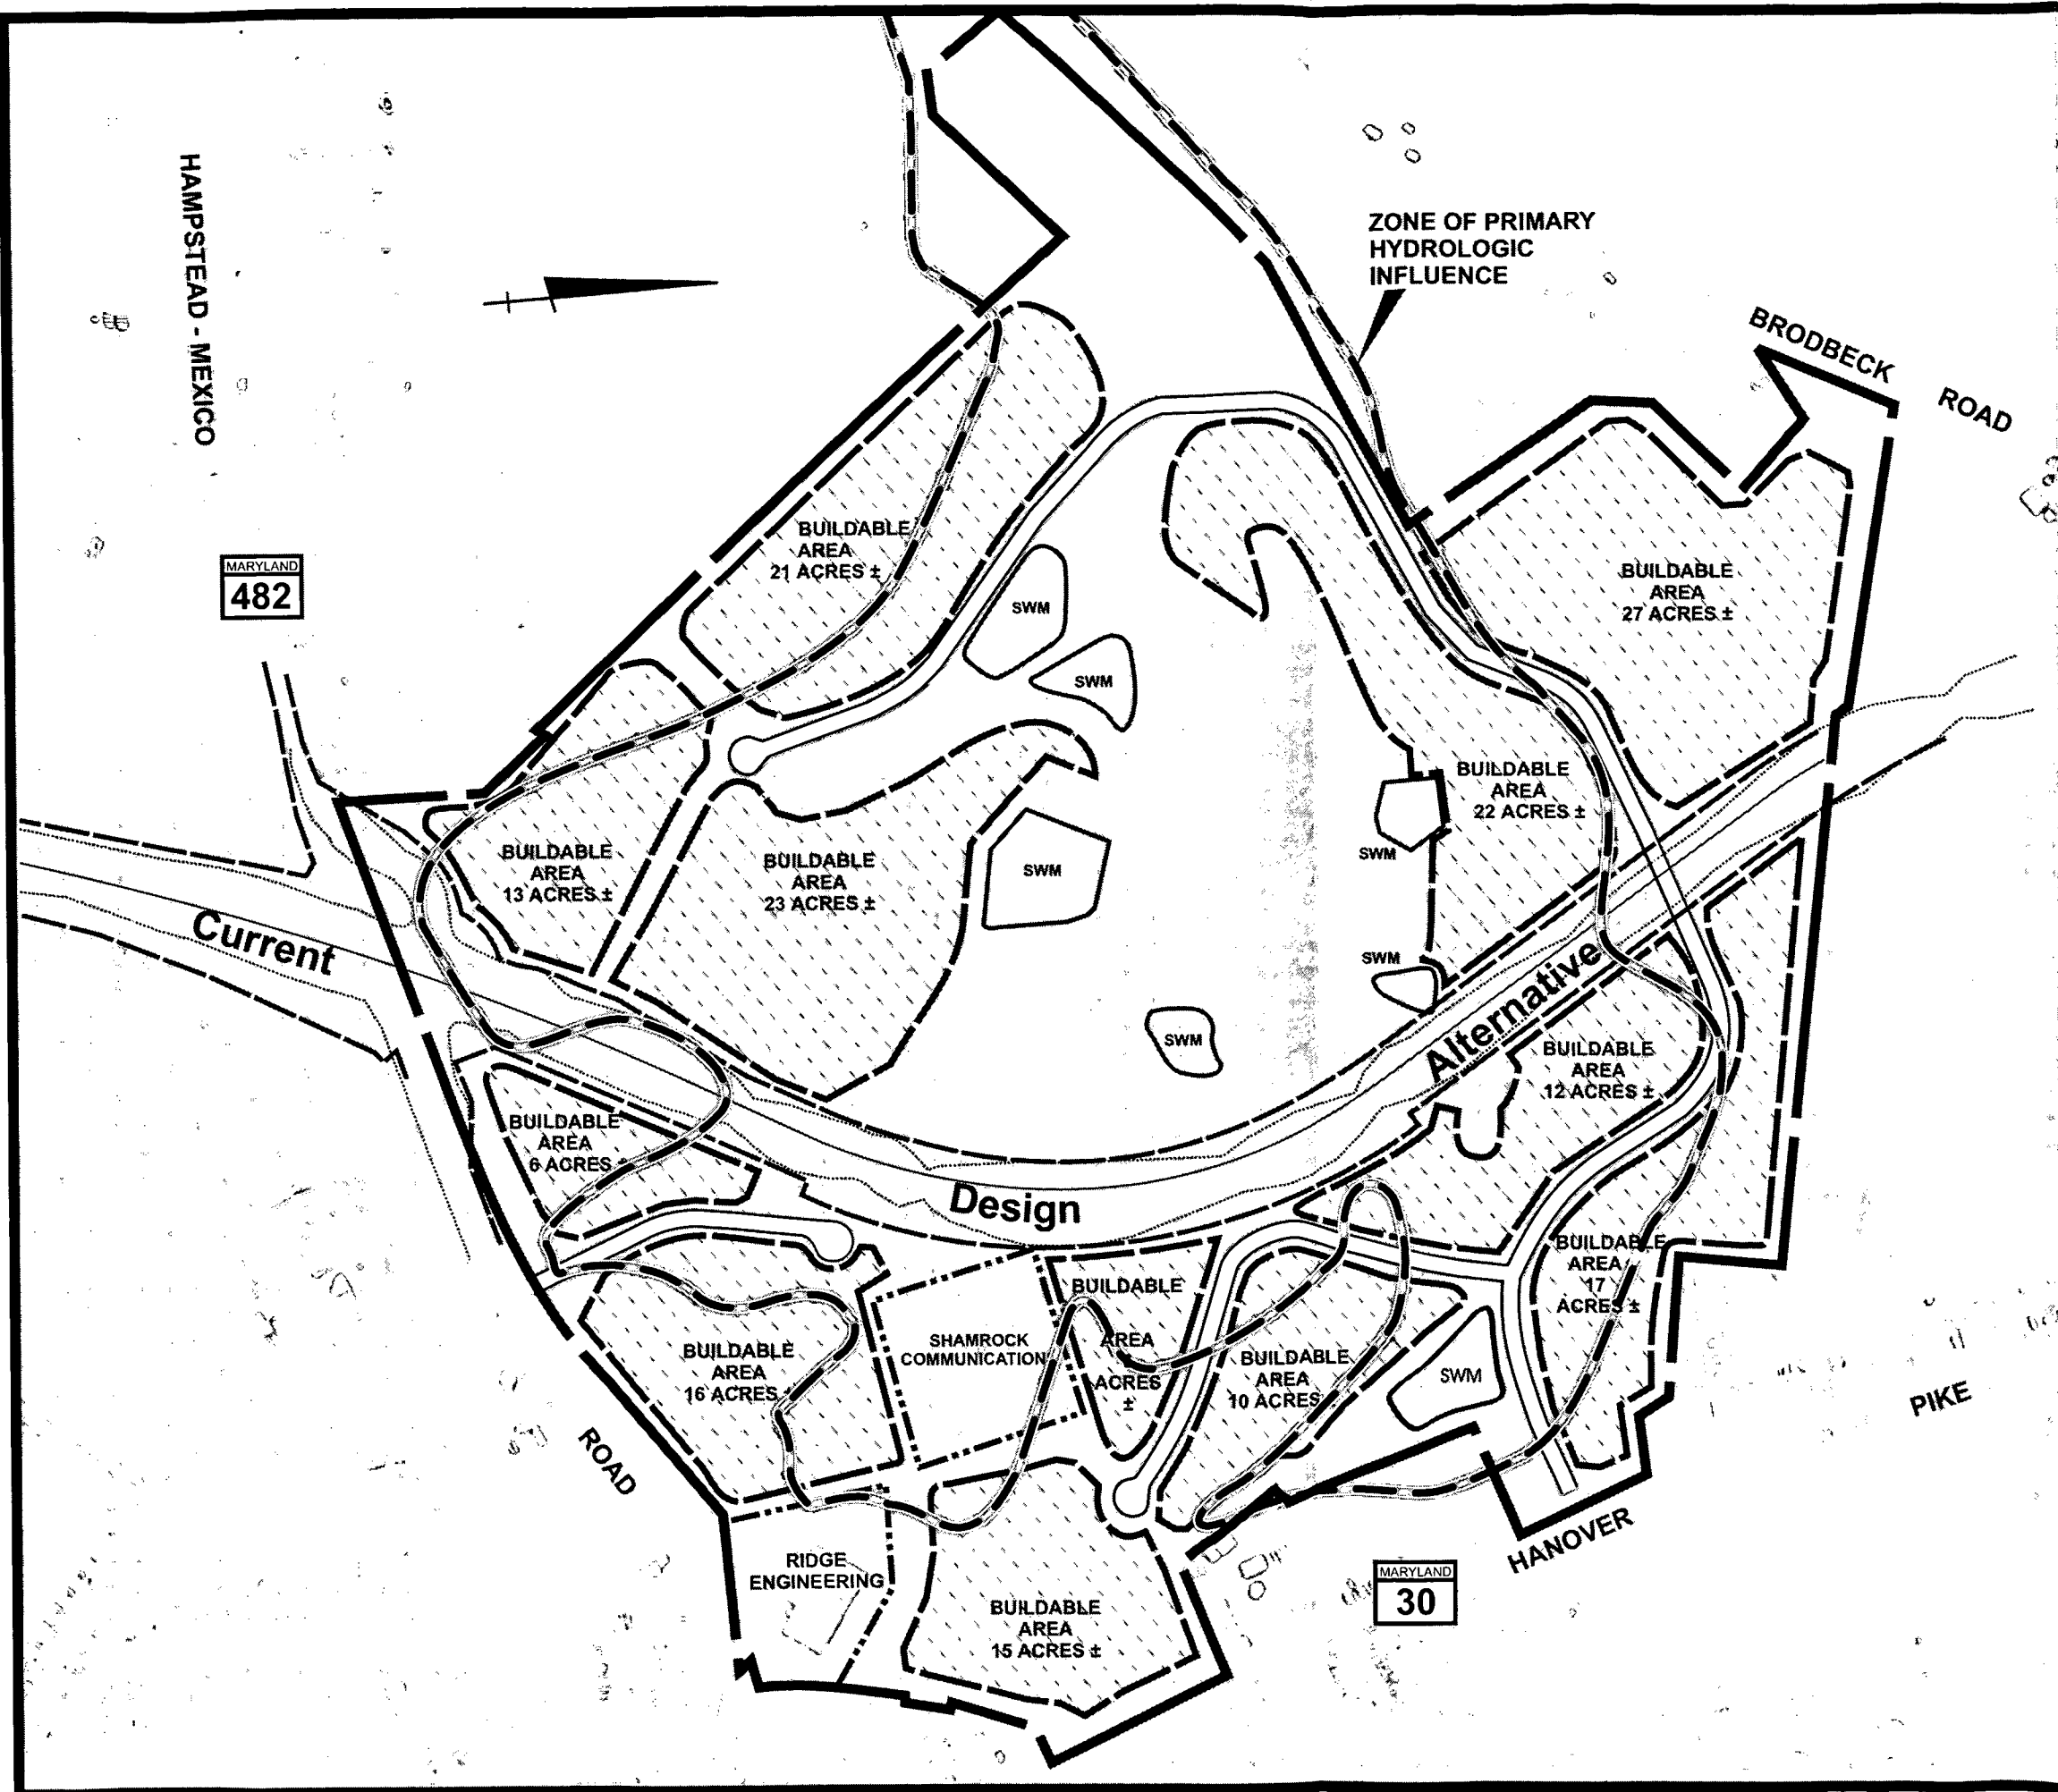 ZONE OF PRIMARY
HYDROLOGIC
INFLUENCE
HAMPSTEAD - MEXICO
BRODBECK
ROAD
MARYLAND
482
BUILDABLE
AREA
21 ACRES ±
SWM
SWM
BUILDABLE
AREA
27 ACRES ±
BUILDABLE
AREA
22 ACRES ±
SWM
BUILDABLE
AREA
13 ACRES ±
BUILDABLE
AREA
23 ACRES ±
SWM
Current
SWM
SWM
Alternative
BUILDABLE
AREA
12 ACRES ±
BUILDABLE
AREA
6 ACRES
Design
BUILDABLE
AREA
17
ACRES ±
BUILDABLE
AREA
ACRES
±
SHAMROCK
COMMUNICATION
BUILDABLE
AREA
16 ACRES
BUILDABLE
AREA
10 ACRES
SWM
PIKE
ROAD
HANOVER
RIDGE
ENGINEERING
MARYLAND
30
BUILDABLE
AREA
15 ACRES ±